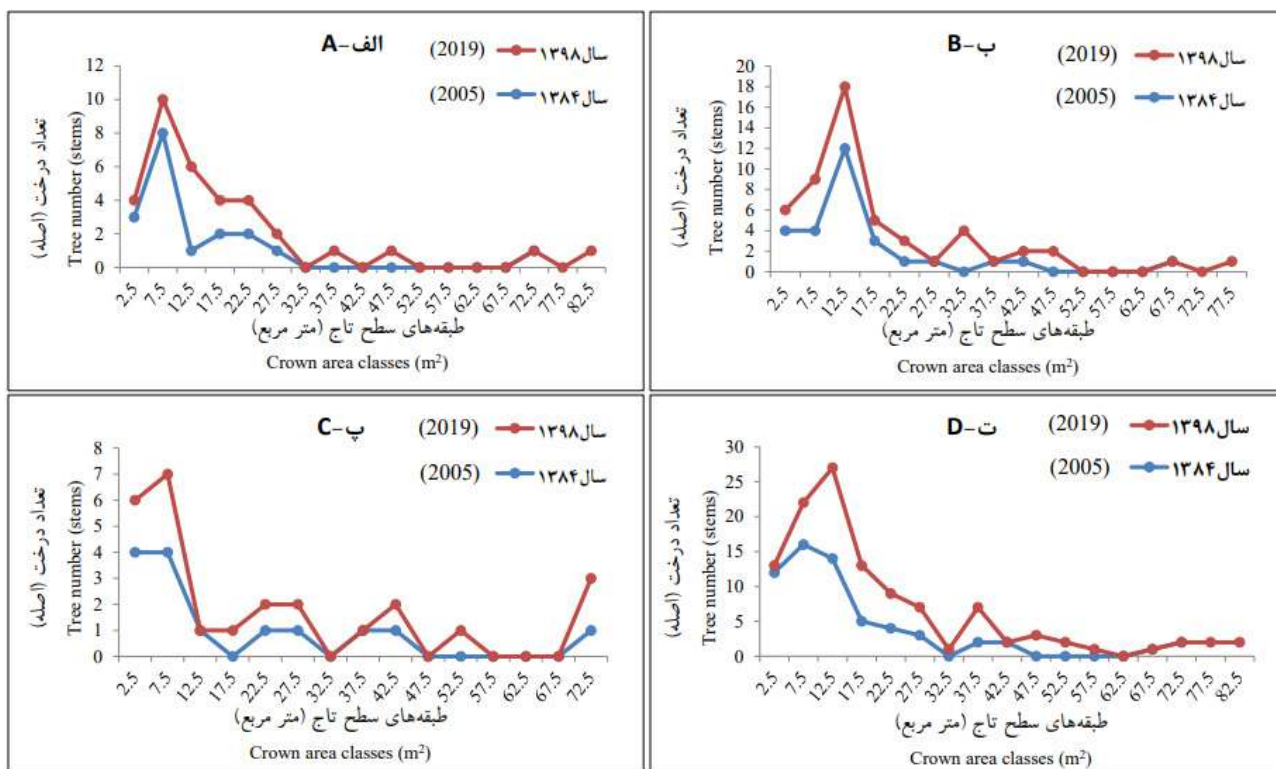 الف-A
(2019) سال۱۳۹۸
(2005) سال۱۳۸۴
تعداد درخت (اصله)
Tree number (stems)
12
10
8
6
4
2
0
2.5 7.5 12.5 17.5 22.5 27.5 32.5 37.5 42.5 47.5 52.5 57.5 62.5 67.5 72.5 77.5 82.5
طبقه‌های سطح تاج (متر مربع)
Crown area classes (m²)
ب-B
(2019) سال۱۳۹۸
(2005) سال۱۳۸۴
تعداد درخت (اصله)
Tree number (stems)
20
18
16
14
12
10
8
6
4
2
0
2.5 7.5 12.5 17.5 22.5 27.5 32.5 37.5 42.5 47.5 52.5 57.5 62.5 67.5 72.5 77.5
طبقه‌های سطح تاج (متر مربع)
Crown area classes (m²)
پ-C
(2019) سال۱۳۹۸
(2005) سال۱۳۸۴
تعداد درخت (اصله)
Tree number (stems)
8
7
6
5
4
3
2
1
0
2.5 7.5 12.5 17.5 22.5 27.5 32.5 37.5 42.5 47.5 52.5 57.5 62.5 67.5 72.5
طبقه‌های سطح تاج (متر مربع)
Crown area classes (m²)
ت-D
(2019) سال۱۳۹۸
(2005) سال۱۳۸۴
تعداد درخت (اصله)
Tree number (stems)
30
25
20
15
10
5
0
2.5 7.5 12.5 17.5 22.5 27.5 32.5 37.5 42.5 47.5 52.5 57.5 62.5 67.5 72.5 77.5 82.5
طبقه‌های سطح تاج (متر مربع)
Crown area classes (m²)